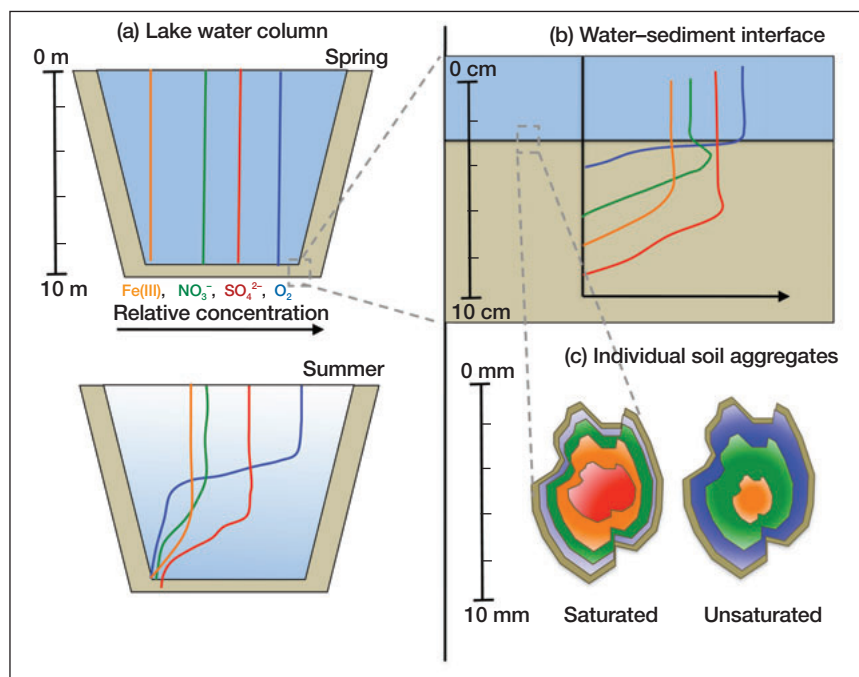 (a) Lake water column
Spring
0 m
10 m
Fe(III), NO₃⁻, SO₄²⁻, O₂
Relative concentration
Summer
(b) Water–sediment interface
0 cm
10 cm
(c) Individual soil aggregates
0 mm
10 mm
Saturated
Unsaturated